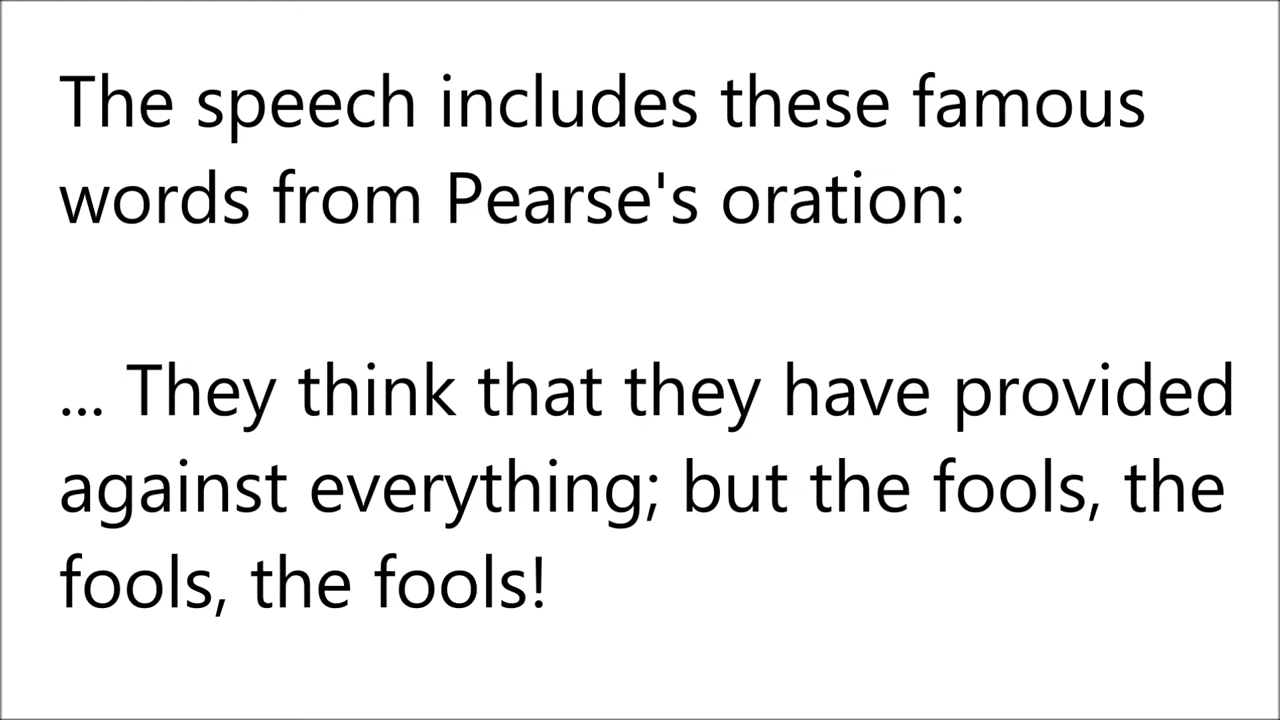 The speech includes these famous
words from Pearse's oration:
... They think that they have provided
against everything; but the fools, the
fools, the fools!